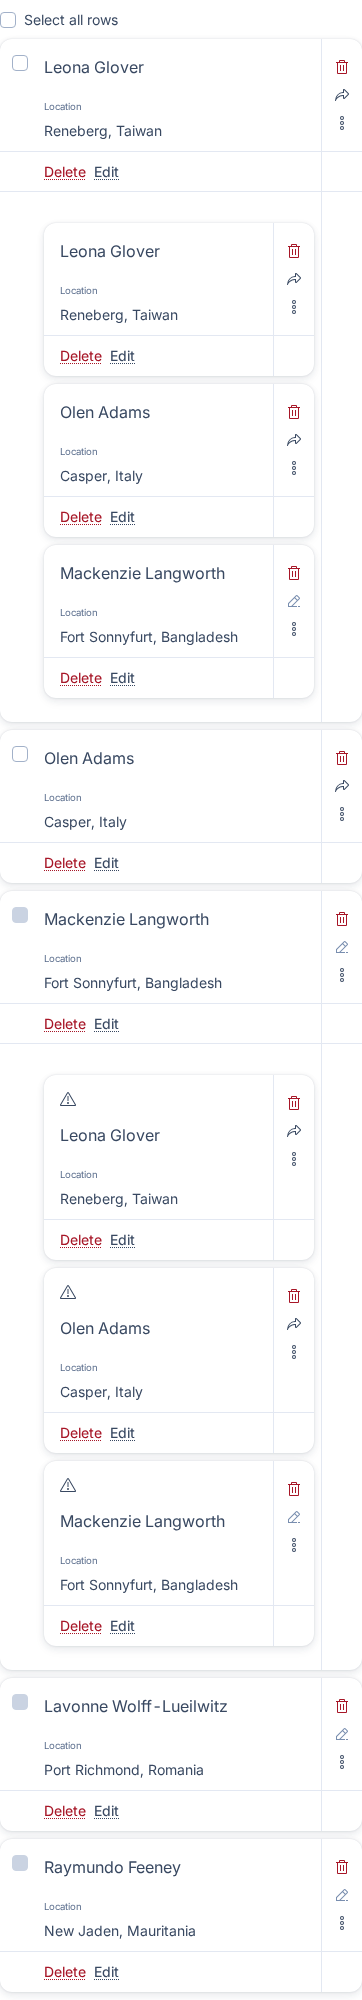 Select all rows
Leona Glover
Location
Reneberg, Taiwan
Delete Edit
Leona Glover
Location
Reneberg, Taiwan
Delete Edit
Olen Adams
Location
Casper, Italy
Delete Edit
Mackenzie Langworth
Location
Fort Sonnyfurt, Bangladesh
Delete Edit
Olen Adams
Location
Casper, Italy
Delete Edit
Mackenzie Langworth
Location
Fort Sonnyfurt, Bangladesh
Delete Edit
Leona Glover
Location
Reneberg, Taiwan
Delete Edit
Olen Adams
Location
Casper, Italy
Delete Edit
Mackenzie Langworth
Location
Fort Sonnyfurt, Bangladesh
Delete Edit
Lavonne Wolff-Lueilwitz
Location
Port Richmond, Romania
Delete Edit
Raymundo Feeney
Location
New Jaden, Mauritania
Delete Edit